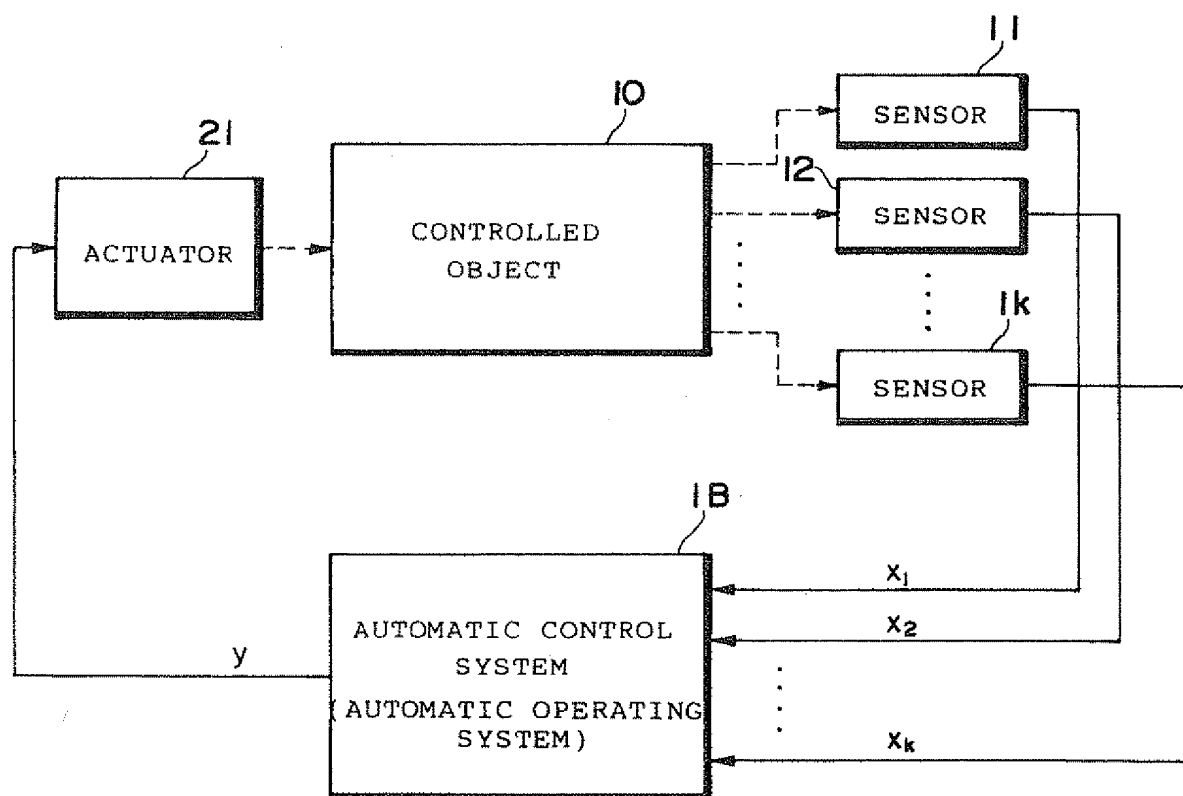 11
SENSOR
10
21
12
SENSOR
CONTROLLED
OBJECT
ACTUATOR
1k
SENSOR
1B
x1
AUTOMATIC CONTROL
SYSTEM
(AUTOMATIC OPERATING
SYSTEM)
x2
y
xk